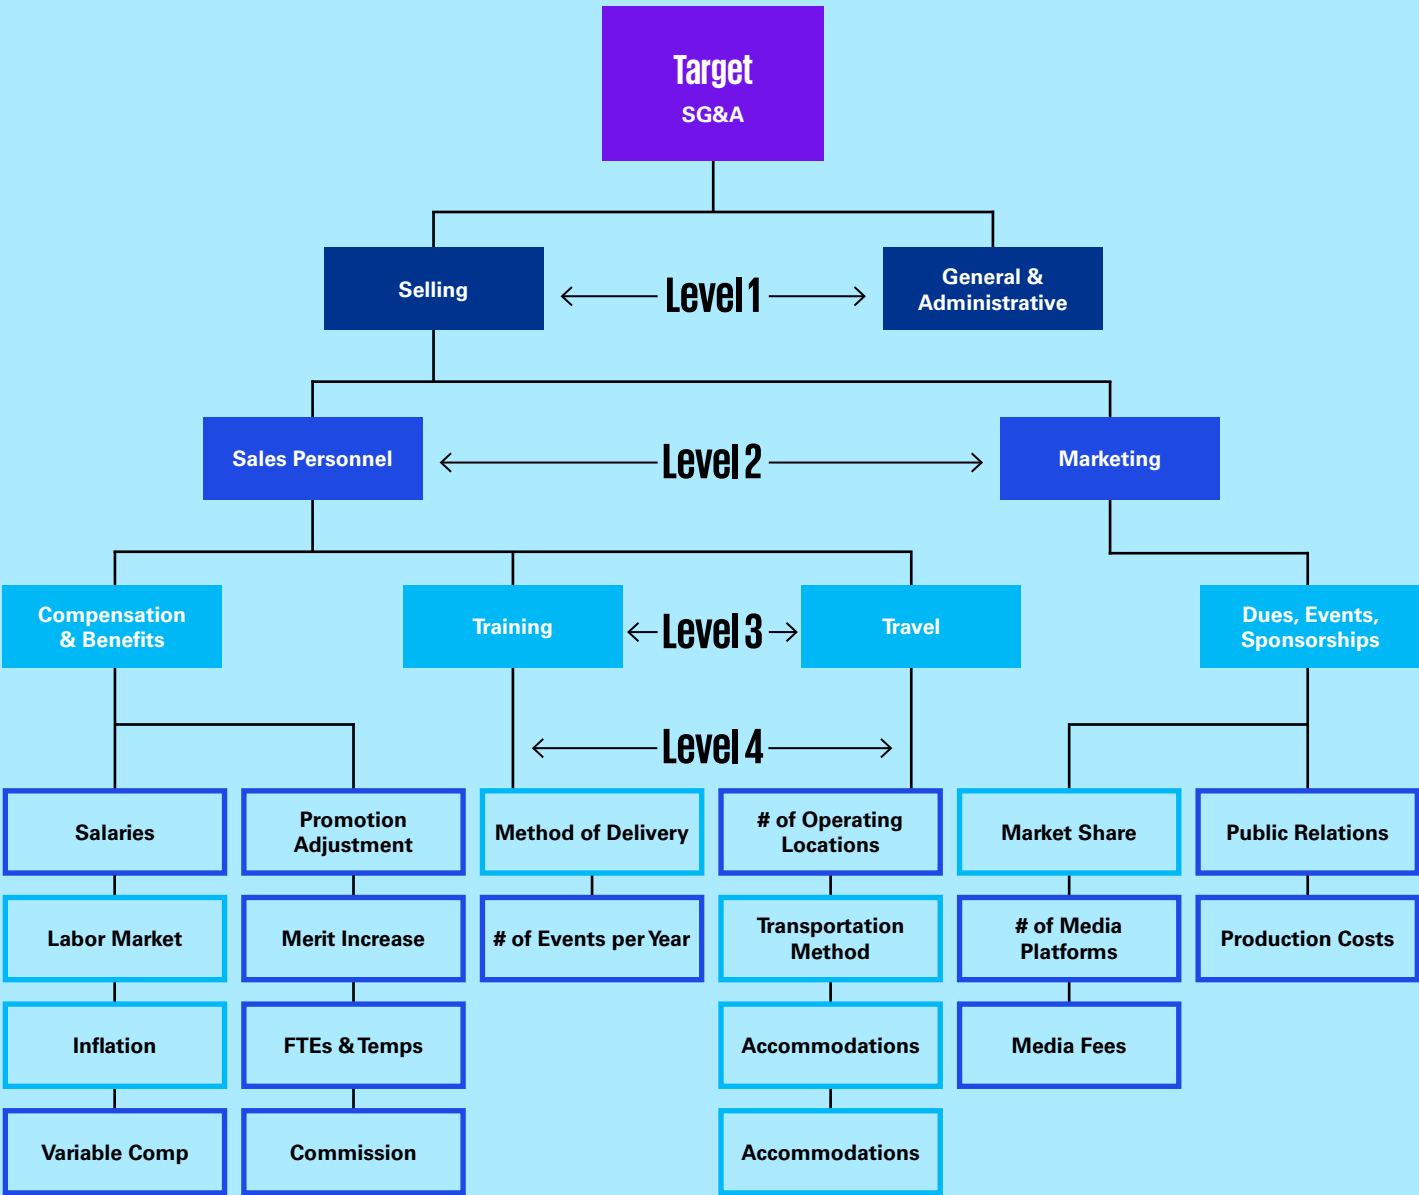 Target
SG&A
Selling
Level 1
General &
Administrative
Sales Personnel
Level 2
Marketing
Compensation
& Benefits
Training
Level 3
Travel
Dues, Events,
Sponsorships
Level 4
Salaries
Promotion
Adjustment
Method of Delivery
# of Operating
Locations
Market Share
Public Relations
Labor Market
Merit Increase
# of Events per Year
Transportation
Method
# of Media
Platforms
Production Costs
Inflation
FTEs & Temps
Accommodations
Media Fees
Variable Comp
Commission
Accommodations